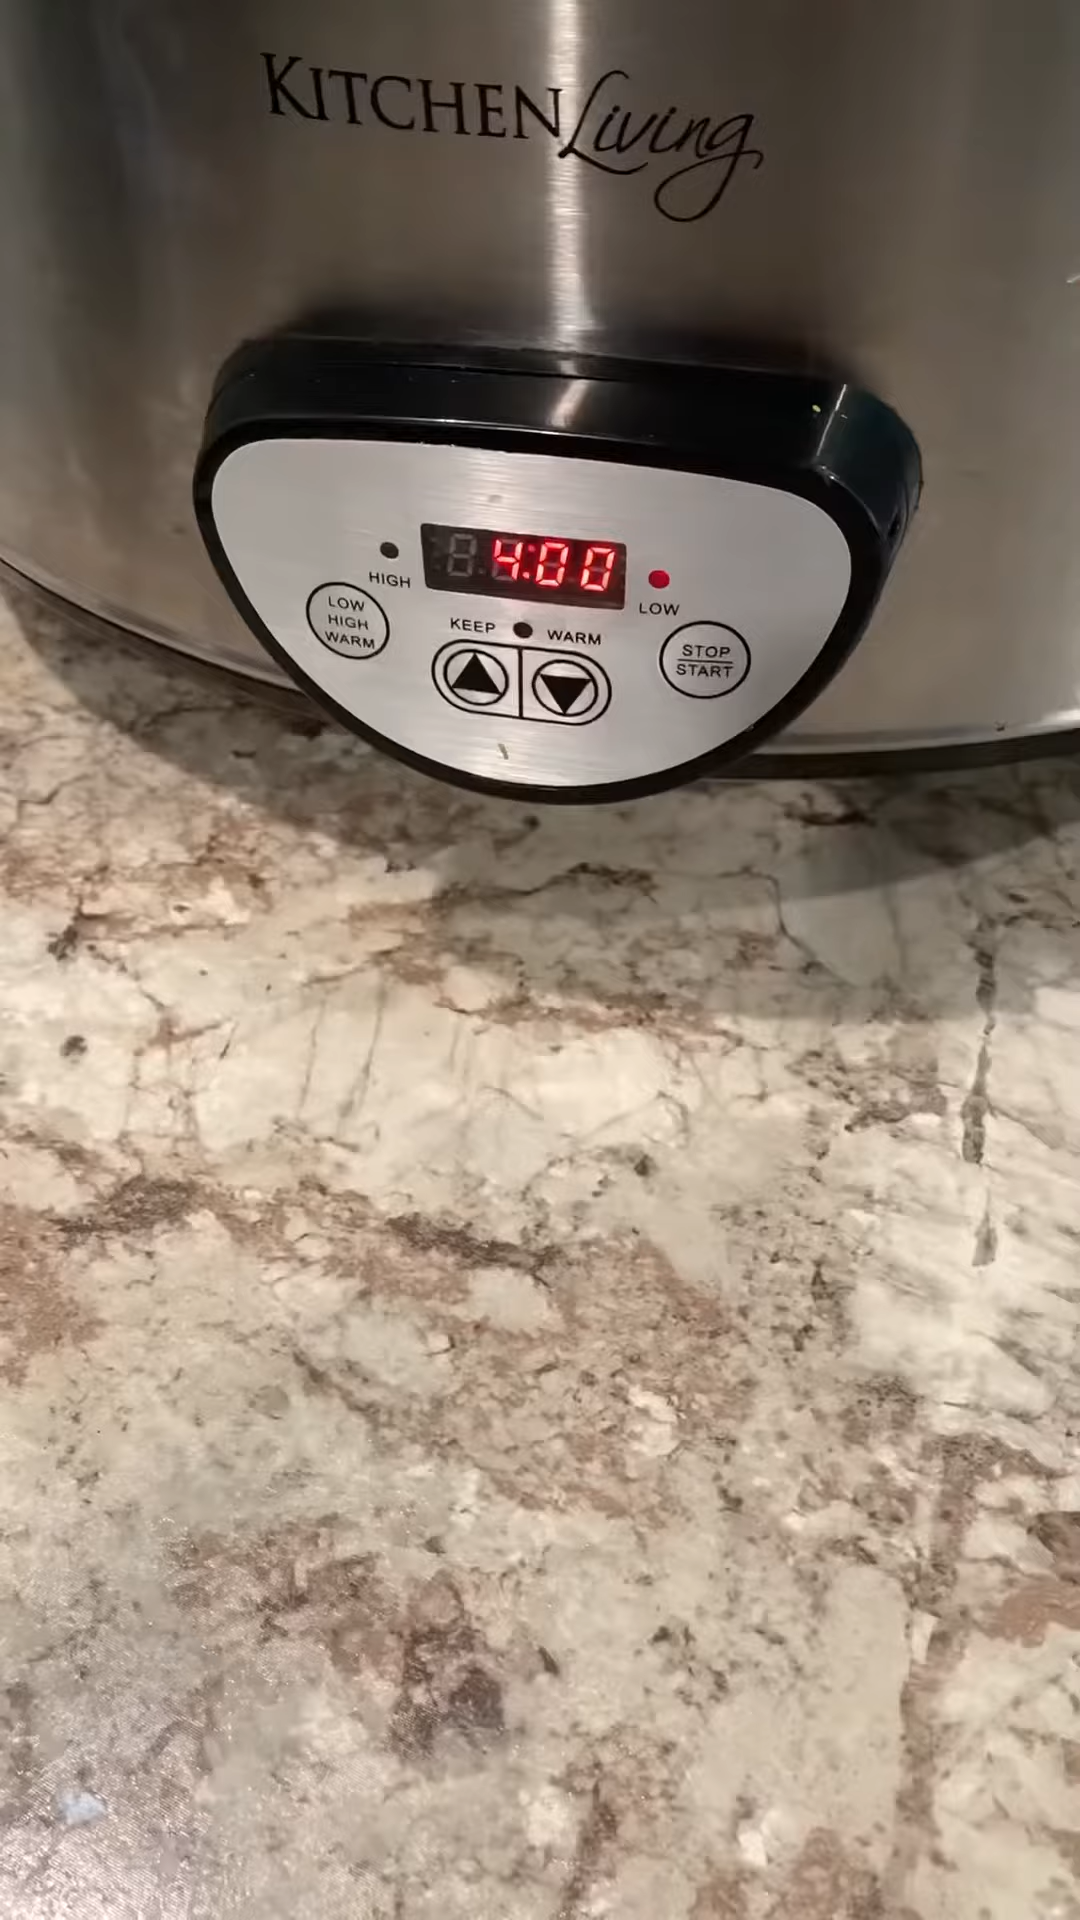 KITCHEN Living
4:00
HIGH
LOW
LOW
HIGH
WARM
KEEP WARM
STOP
START